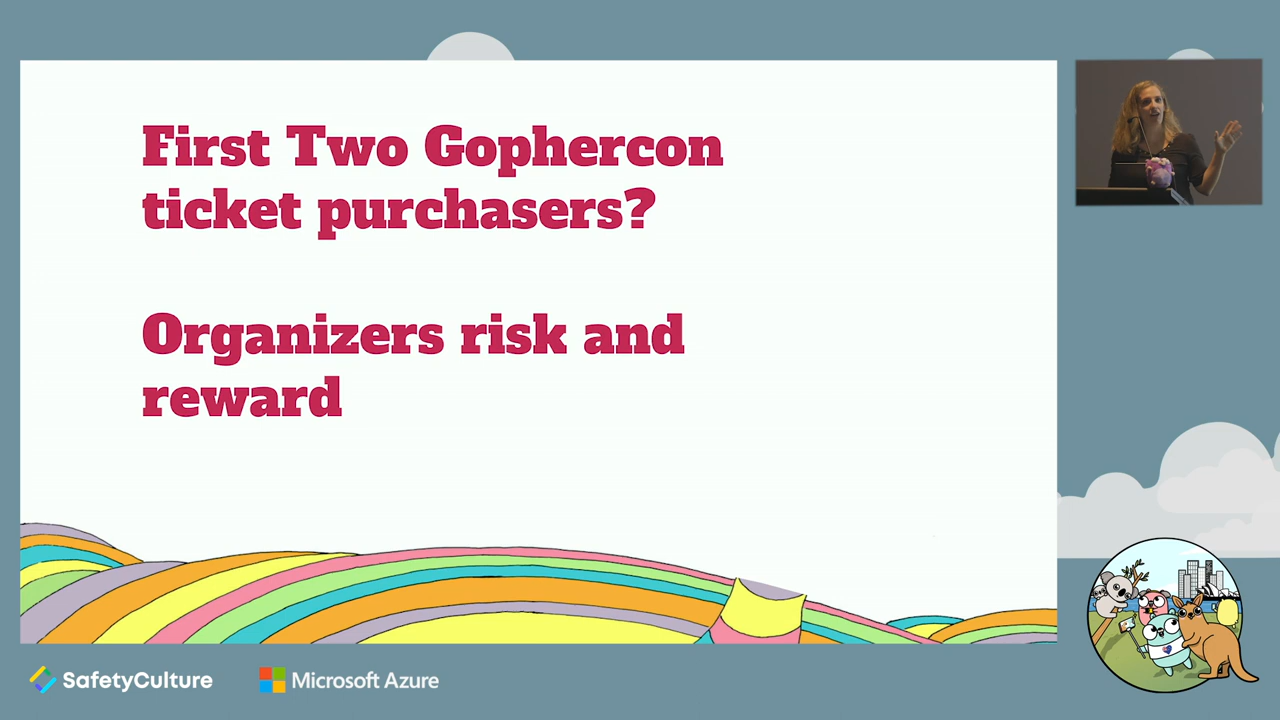 First Two Gophercon
ticket purchasers?
Organizers risk and
reward
SafetyCulture
Microsoft Azure